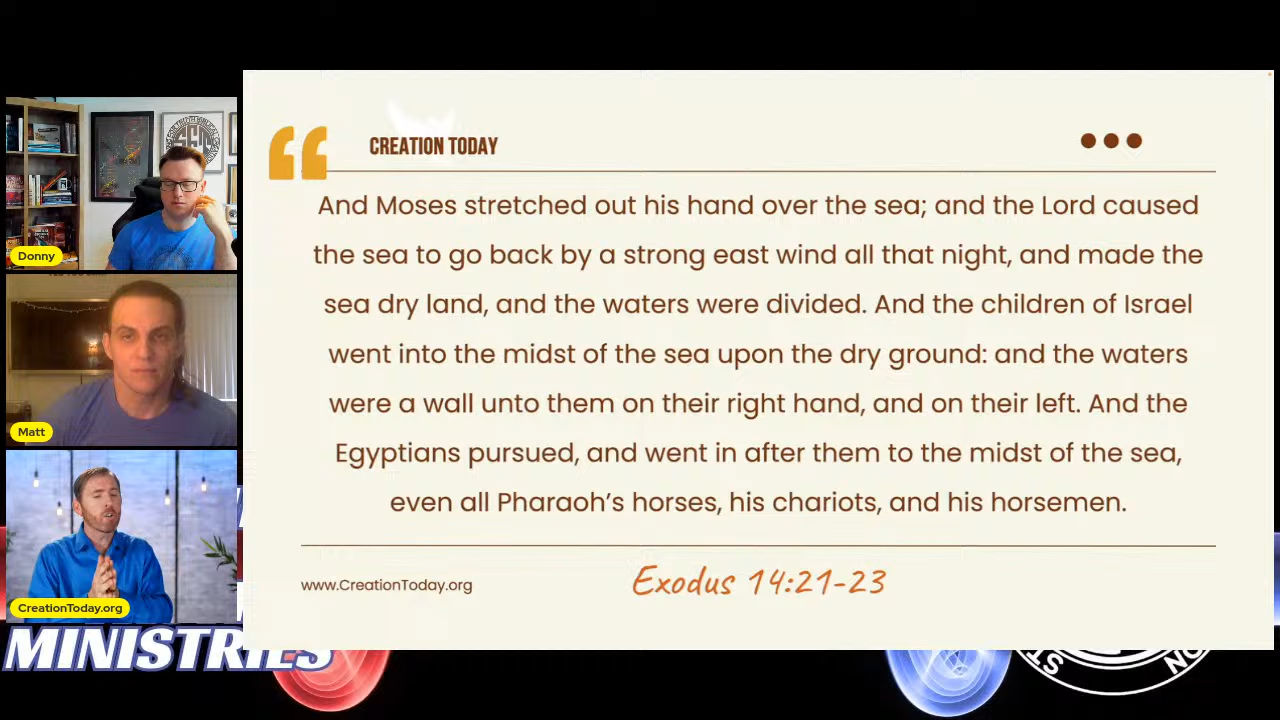 CREATION TODAY
And Moses stretched out his hand over the sea; and the Lord caused
the sea to go back by a strong east wind all that night, and made the
sea dry land, and the waters were divided. And the children of Israel
went into the midst of the sea upon the dry ground: and the waters
were a wall unto them on their right hand, and on their left. And the
Egyptians pursued, and went in after them to the midst of the sea,
even all Pharaoh’s horses, his chariots, and his horsemen.
www.CreationToday.org
Exodus 14:21-23
Donny
Matt
CreationToday.org
MINISTRIES